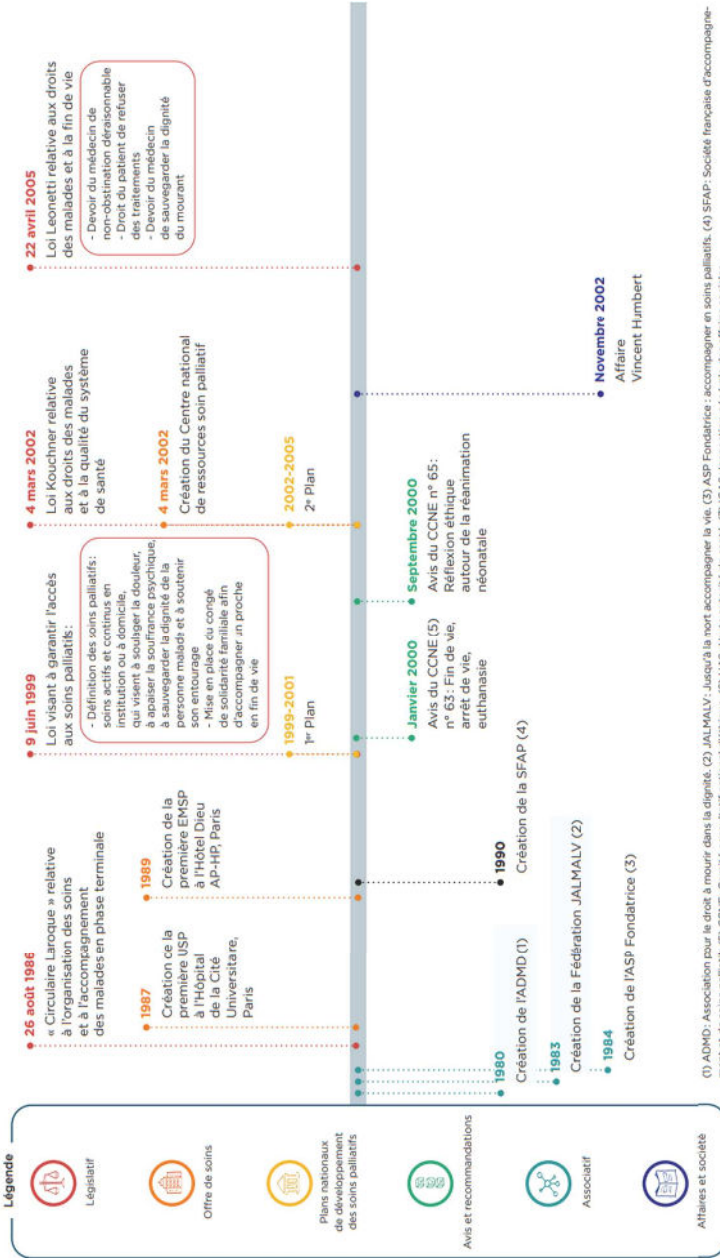 Légende
Législatif
Offre de soins
Plans nationaux
de développement
des soins palliatifs
Avis et recommandations
Associatif
Affaires et société
26 août 1986
« Circulaire Laroque » relative
à l'organisation des soins
et à l'accompagnement
des malades en phase terminale
1987
Création ce la
première USP
à l'Hôpital
de la Cité
Universitare,
Paris
1989
Création de la
première EMSP
à l'Hôtel Dieu
AP-HP, Paris
9 juin 1999
Loi visant à garantir l'accès
aux soins palliatifs :
- Définition des soins palliatifs :
soins actifs et continus en
institution ou à domicile,
qui visent à soulager la douleur,
à apaiser la souffrance psychique,
à sauvegarder la dignité de la
personne malade et à soutenir
son entourage
- Mise en place du congé
de solidarité familiale afin
d'accompagner un proche
en fin de vie
1999-2001
1er Plan
4 mars 2002
Loi Kouchner relative
aux droits des malades
et à la qualité du système
de santé
4 mars 2002
Création du Centre national
de ressources soin palliatif
2002-2005
2e Plan
22 avril 2005
Loi Leonetti relative aux droits
des malades et à la fin de vie
- Devoir du médecin de
non-obstination déraisonnable
- Droit du patient de refuser
des traitements
- Devoir du médecin
de sauvegarder la dignité
du mourant
1980
Création de l'ADMD (1)
1983
Création de la Fédération JALMALV (2)
1984
Création de l'ASP Fondatrice (3)
1990
Création de la SFAP (4)
Janvier 2000
Avis du CCNE (5)
n° 63 : Fin de vie,
arrêt de vie,
euthanasie
Septembre 2000
Avis du CCNE n° 65 :
Réflexion éthique
autour de la réanimation
néonatale
Novembre 2002
Affaire
Vincent Humbert
(1) ADMD : Association pour le droit à mourir dans la dignité. (2) JALMALV : Jusqu'à la mort accompagner la vie. (3) ASP Fondatrice : accompagner en soins palliatifs. (4) SFAP : Société française d'accompagne-